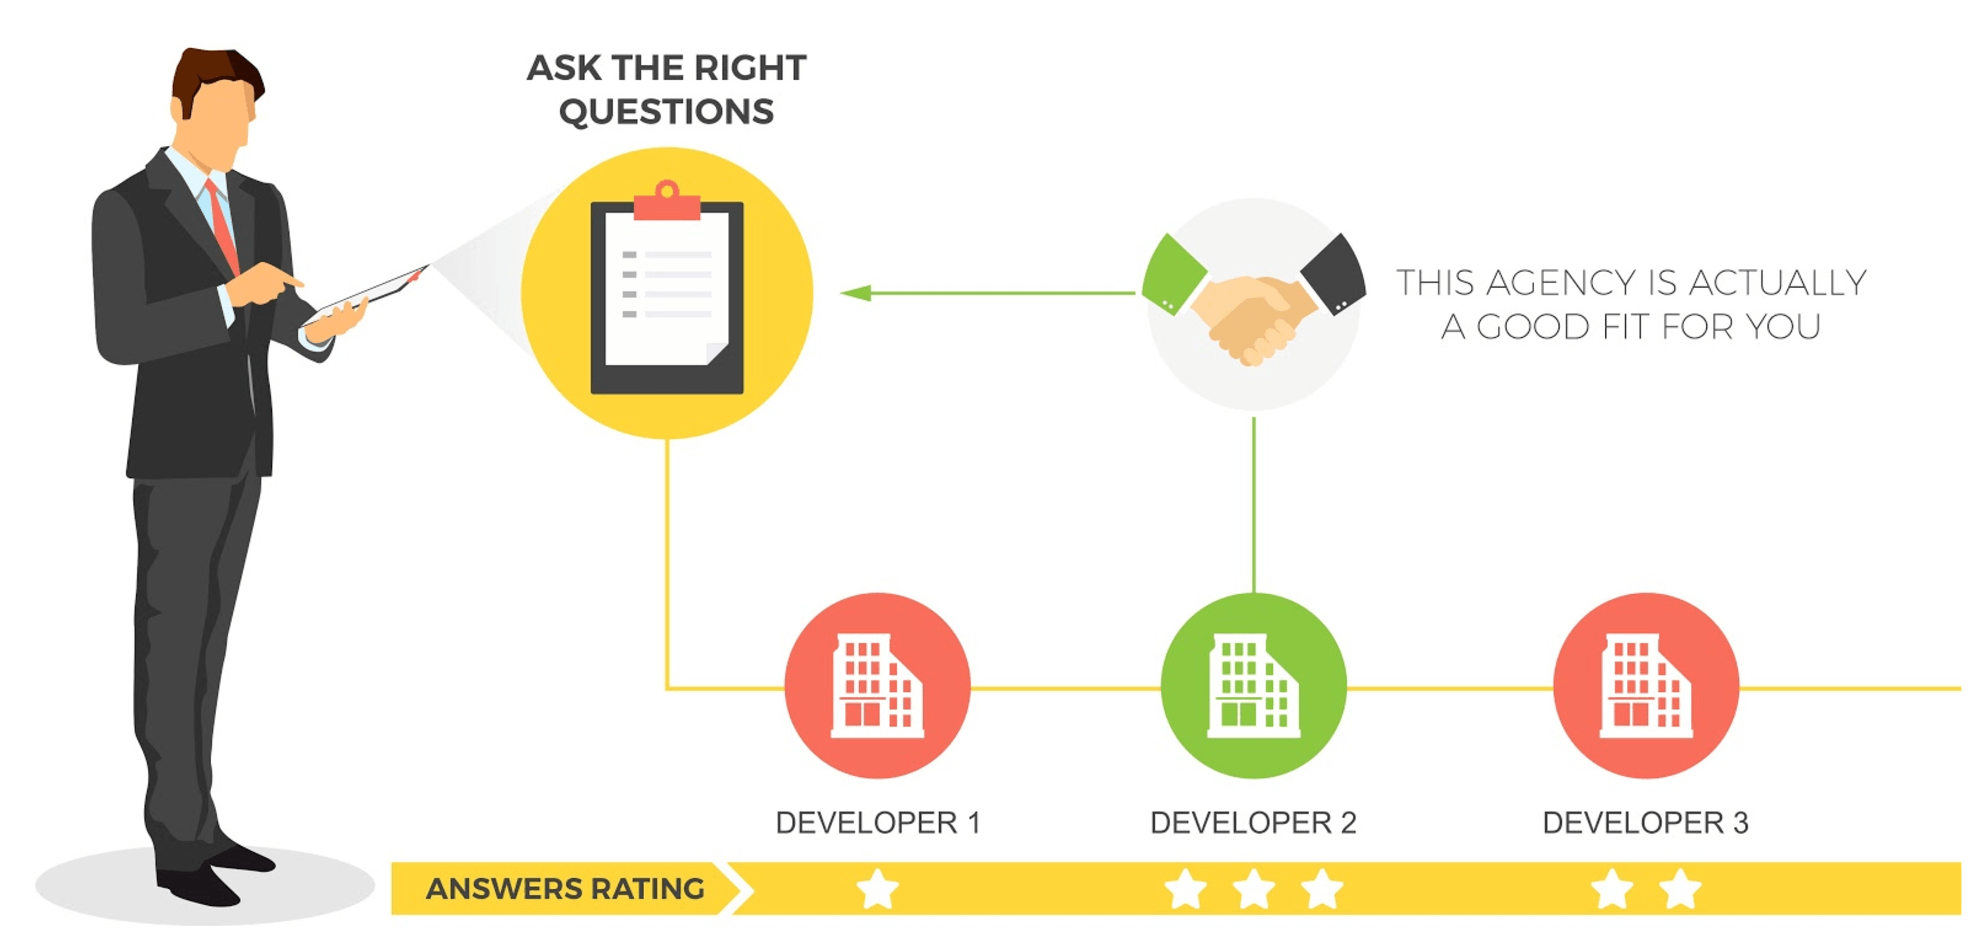 ASK THE RIGHT
QUESTIONS
THIS AGENCY IS ACTUALLY
A GOOD FIT FOR YOU
DEVELOPER 1
DEVELOPER 2
DEVELOPER 3
ANSWERS RATING